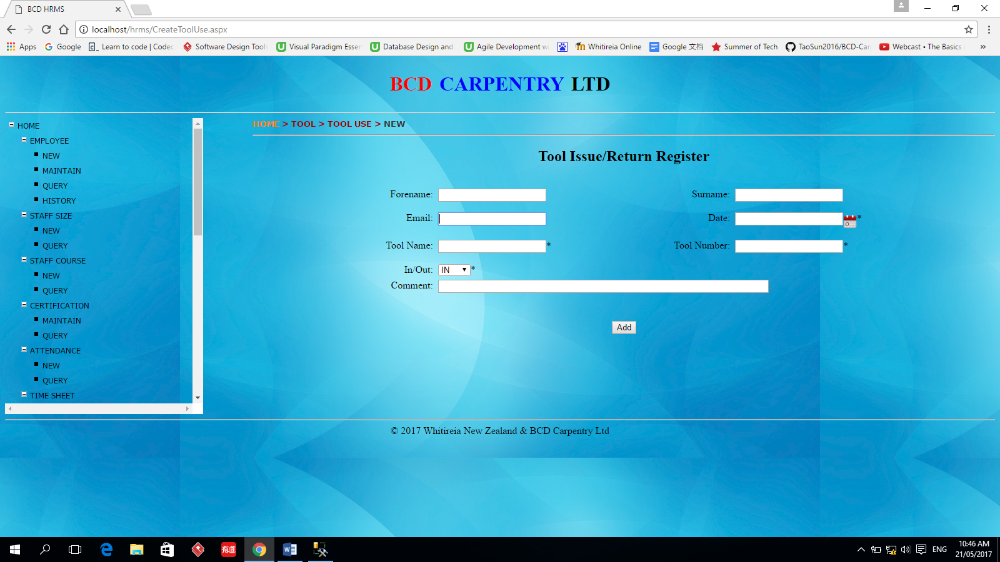 BCD HRMS
localhost/hrms/CreateToolUse.aspx
Apps Google Learn to code | Codec Software Design Tools Visual Paradigm Essen Database Design and Agile Development w Whitireia Online Google 文档 Summer of Tech TaoSun2016/BCD-Car Webcast • The Basics »
BCD CARPENTRY LTD
HOME > TOOL > TOOL USE > NEW
HOME
EMPLOYEE
NEW
MAINTAIN
QUERY
HISTORY
STAFF SIZE
NEW
QUERY
STAFF COURSE
NEW
QUERY
CERTIFICATION
MAINTAIN
QUERY
ATTENDANCE
NEW
QUERY
TIME SHEET
Tool Issue/Return Register
Forename: Surname:
Email: Date: *
Tool Name: * Tool Number: *
In/Out: IN *
Comment:
Add
© 2017 Whitireia New Zealand & BCD Carpentry Ltd
有道
ENG
10:46 AM
21/05/2017